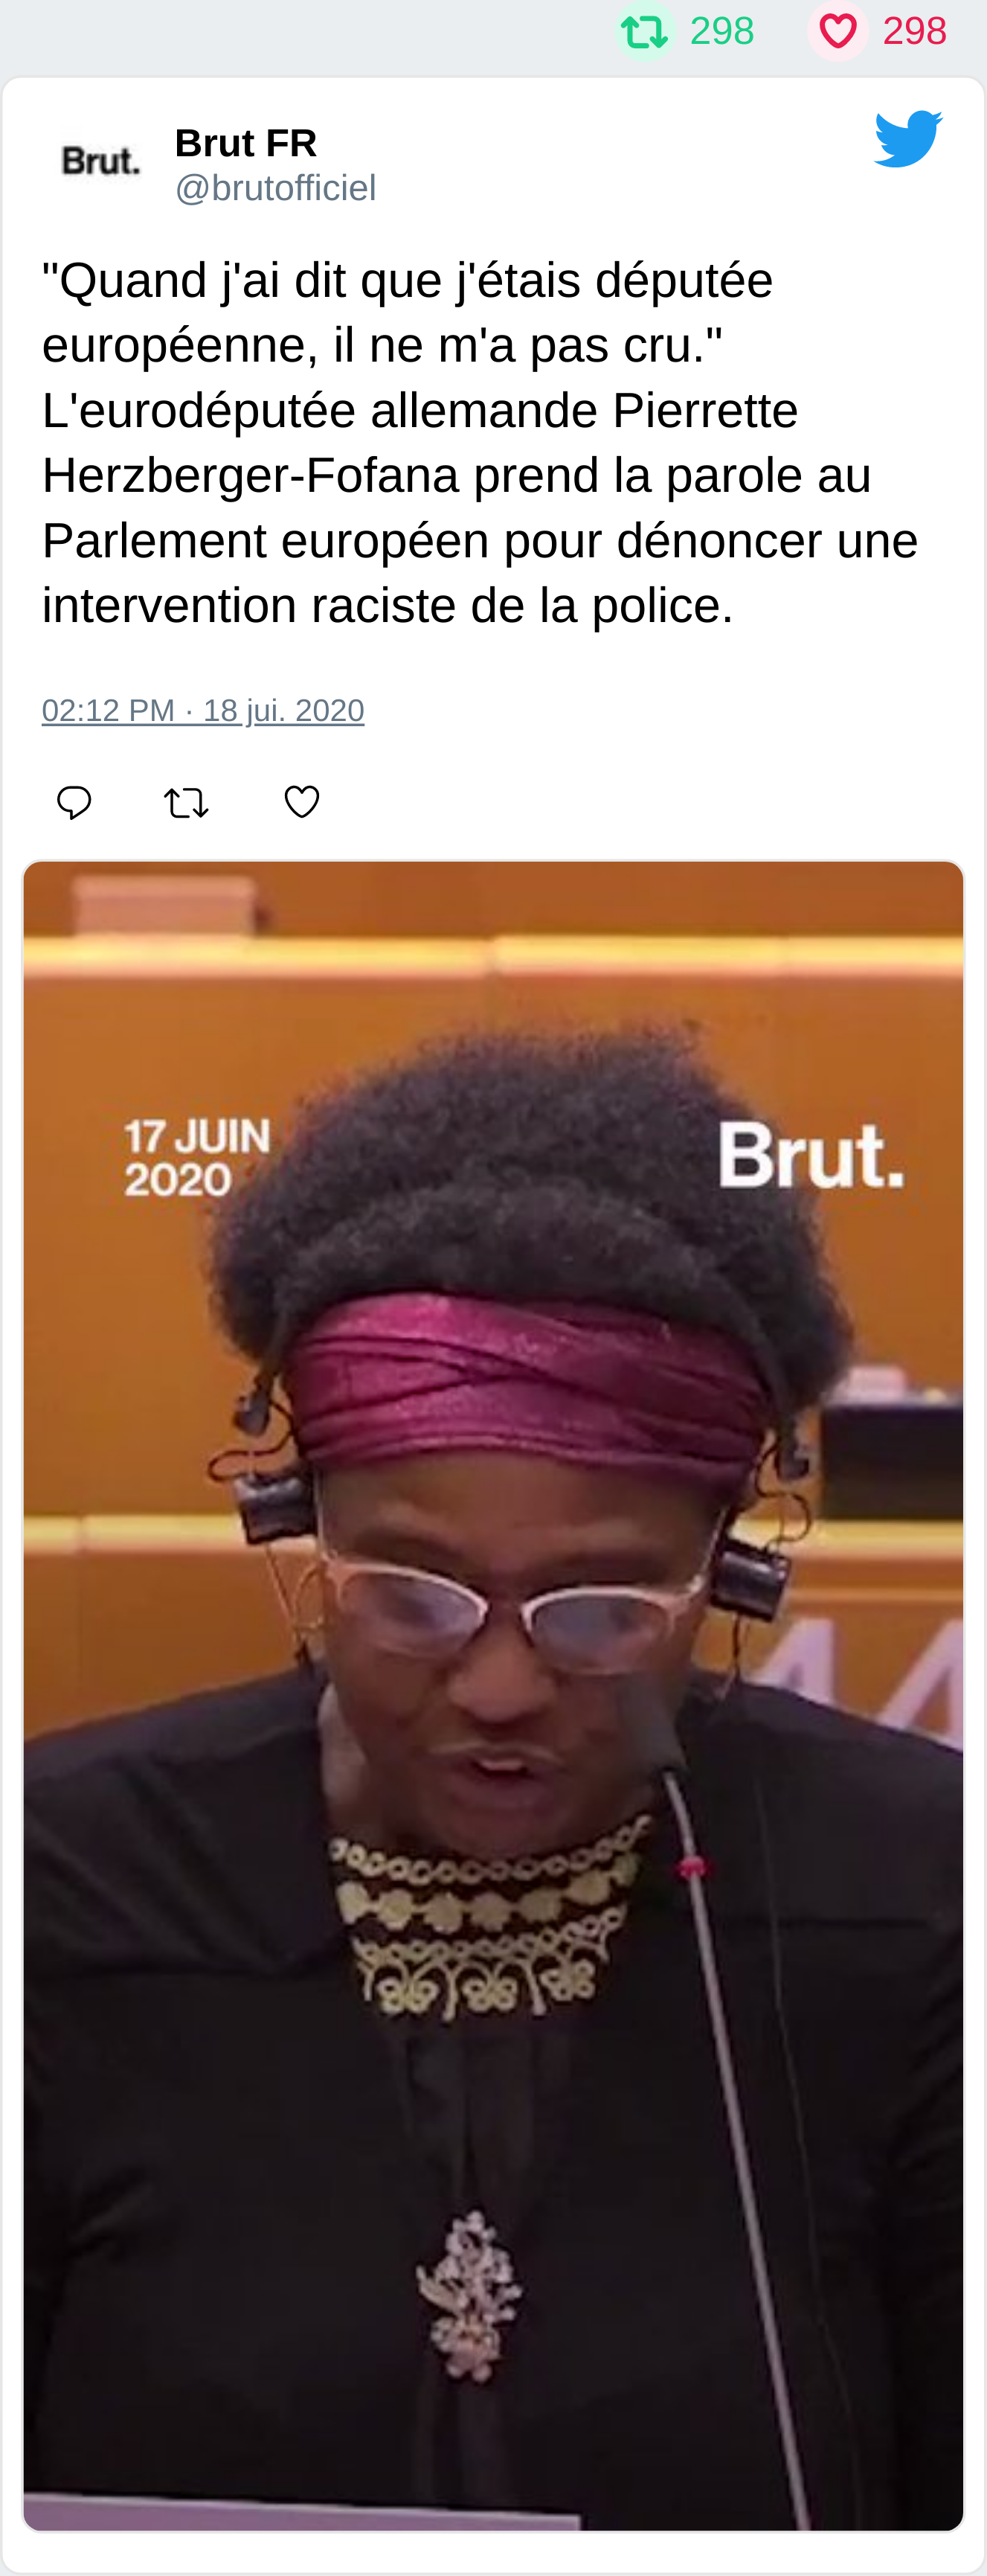 298 298
Brut.
Brut FR
@brutofficiel
"Quand j'ai dit que j'étais députée
européenne, il ne m'a pas cru."
L'eurodéputée allemande Pierrette
Herzberger-Fofana prend la parole au
Parlement européen pour dénoncer une
intervention raciste de la police.
02:12 PM · 18 jui. 2020
17 JUIN
2020
Brut.